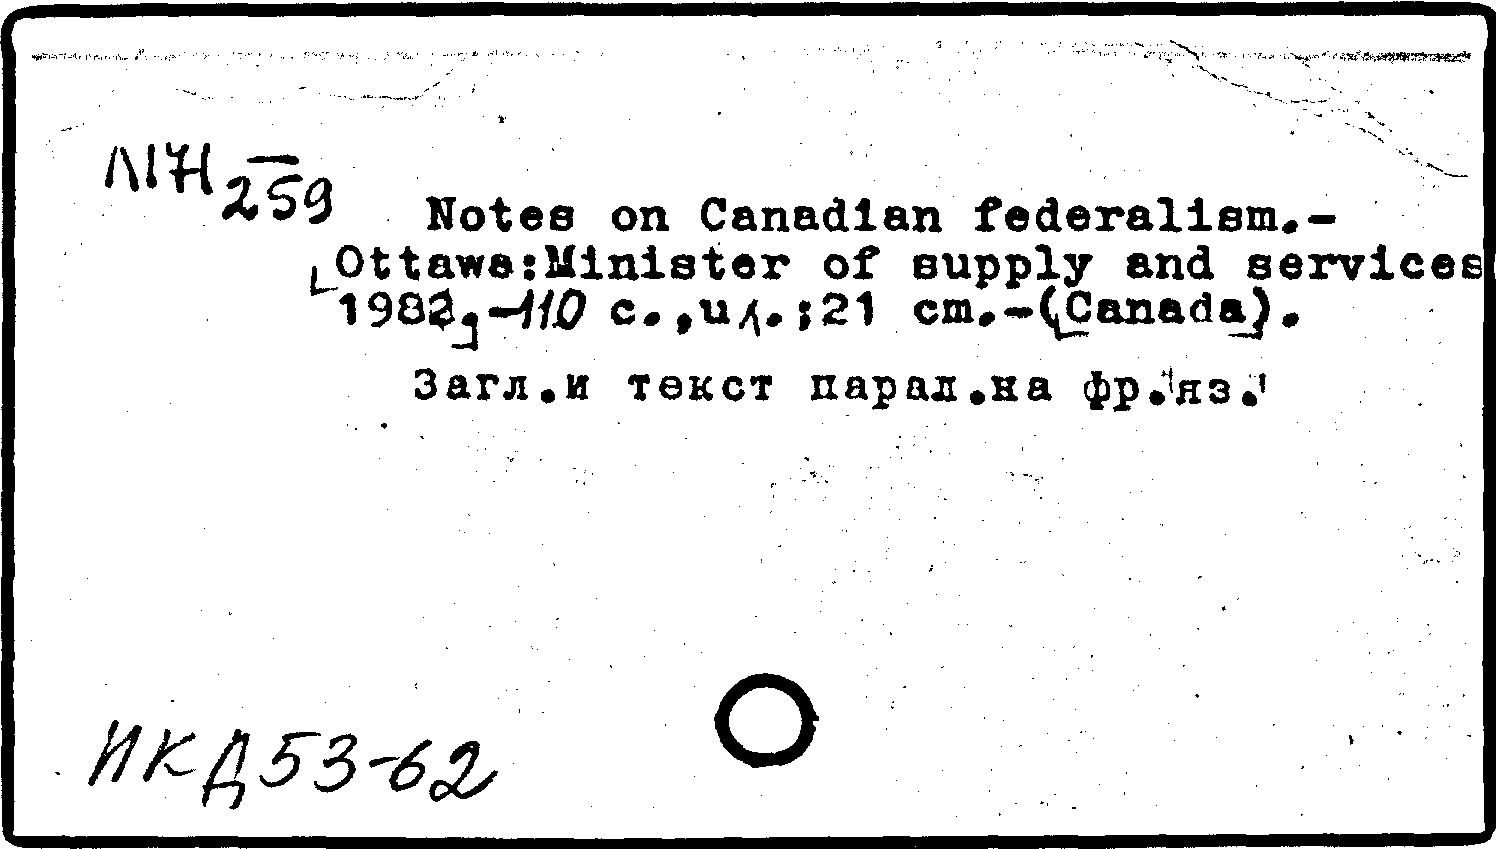 259
Notes on Canadian federalism.-
Ottawa:Minister of supply and services
1982.-110 с.,ил.;21 cm.-([Canada]).
Загл.и текст парал.на фр."яз."
ИКД53-62